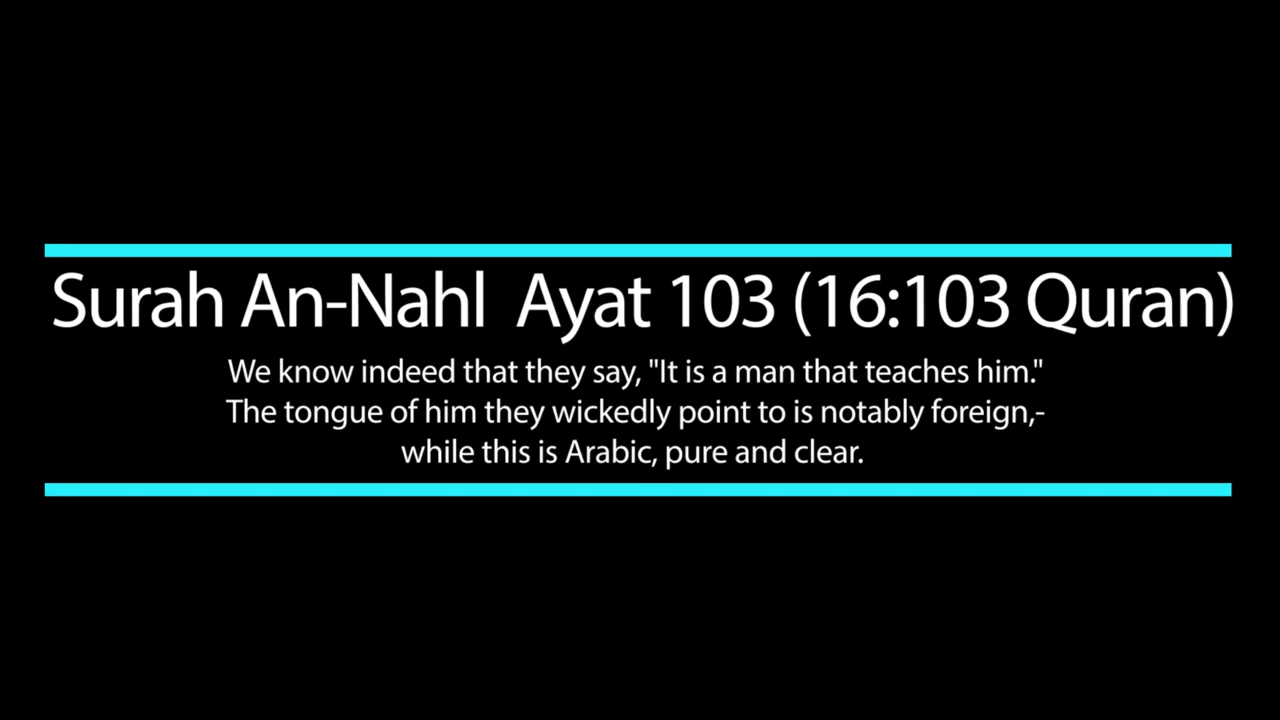 Surah An-Nahl  Ayat 103 (16:103 Quran)
We know indeed that they say, "It is a man that teaches him."
The tongue of him they wickedly point to is notably foreign,-
while this is Arabic, pure and clear.